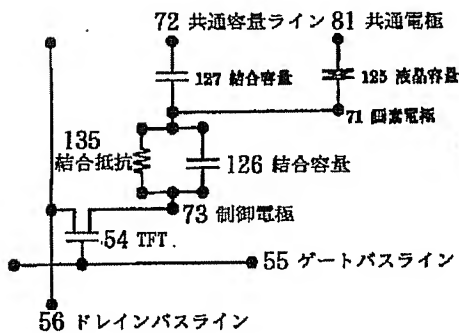 72 共通容量ライン 81 共通電極
127 結合容量
125 液晶容量
71 画素電極
135
結合抵抗
126 結合容量
73 制御電極
54 TFT.
55 ゲートバスライン
56 ドレインバスライン